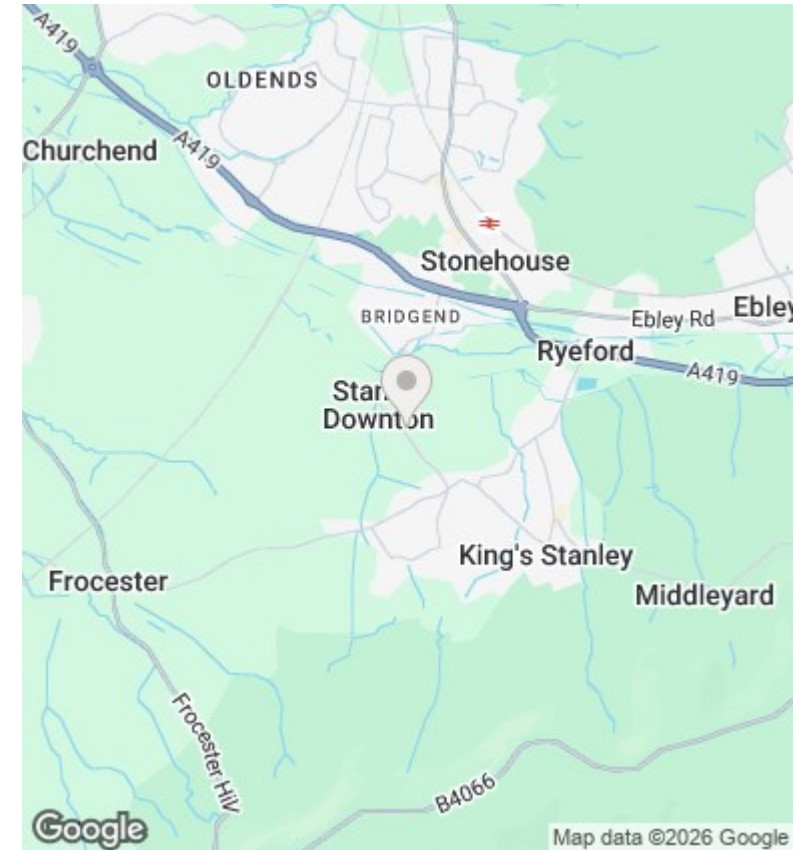 A419
OLDENDS
A419
Churchend
Stonehouse
BRIDGEND
Ebley Rd
Ebley
Ryeford
A419
Downton
King's Stanley
Frocester
Middleyard
Frocester Hill
B4066
Google
Map data ©2026 Google